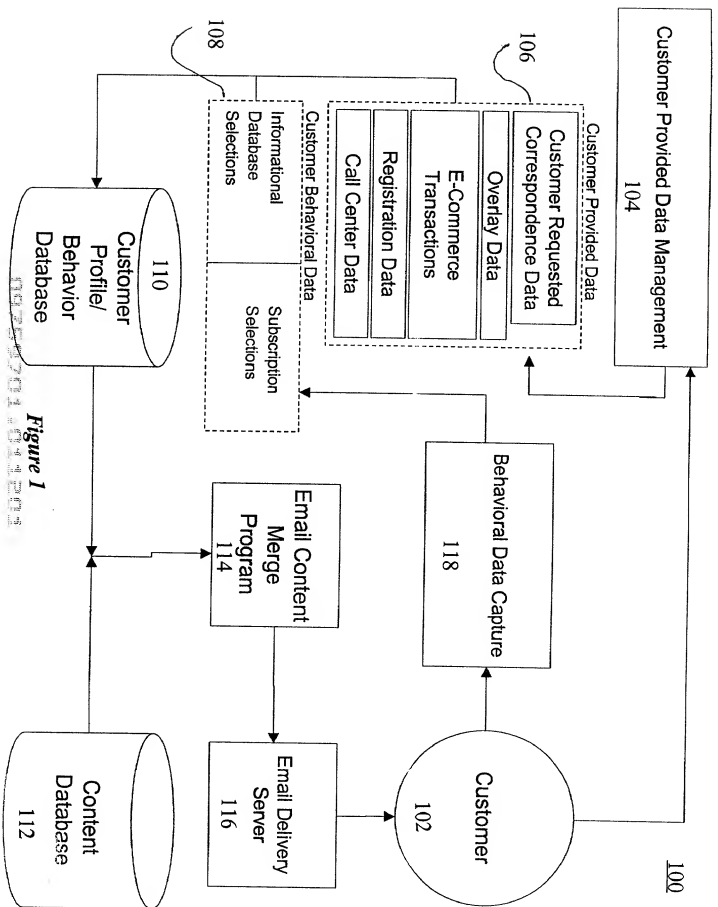 100
Customer Provided Data Management
104
106
Customer Provided Data
Customer Requested
Correspondence Data
Overlay Data
E-Commerce
Transactions
Registration Data
Call Center Data
108
Customer Behavioral Data
Informational
Database
Selections
Subscription
Selections
Behavioral Data Capture
118
Customer
102
110
Customer
Profile/
Behavior
Database
Email Content
Merge
Program
114
Email Delivery
Server
116
Content
Database
112
Figure 1